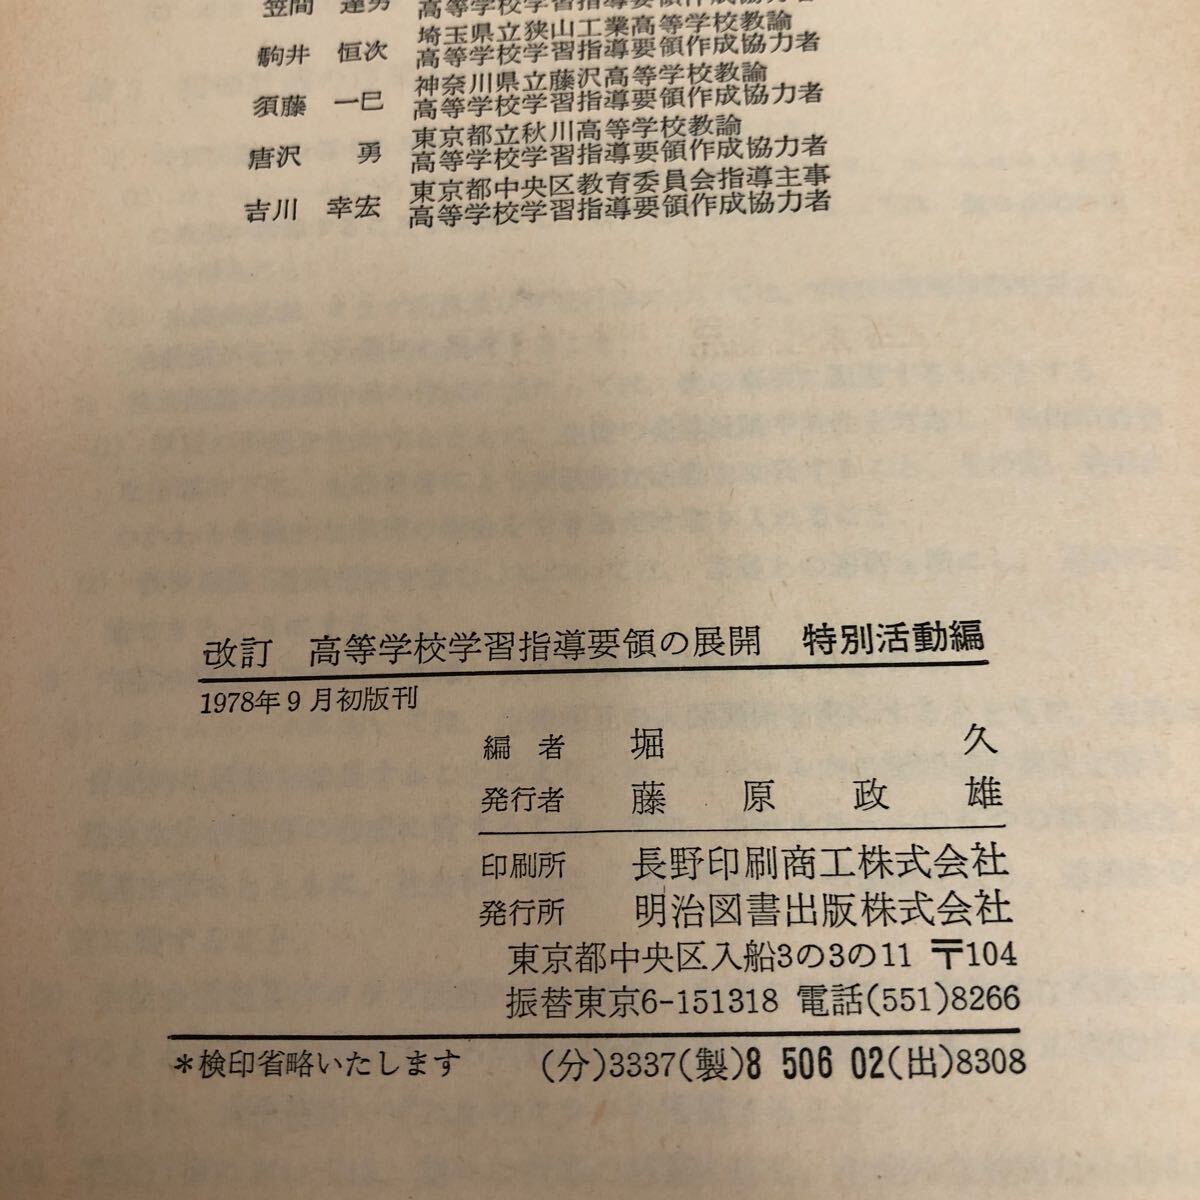 笠間 達男 高等学校学習指導要領作成協力者
埼玉県立狭山工業高等学校教諭
駒井 恒次 高等学校学習指導要領作成協力者
神奈川県立藤沢高等学校教諭
須藤 一巳 高等学校学習指導要領作成協力者
東京都立秋川高等学校教諭
唐沢 勇 高等学校学習指導要領作成協力者
東京都中央区教育委員会指導主事
吉川 幸宏 高等学校学習指導要領作成協力者
改訂 高等学校学習指導要領の展開 特別活動編
1978年9月初版刊
編者 堀久
発行者 藤原政雄
印刷所 長野印刷商工株式会社
発行所 明治図書出版株式会社
東京都中央区入船3の3の11 〒104
振替東京6-151318 電話(551)8266
*検印省略いたします (分)3337(製)8 506 02(出)8308